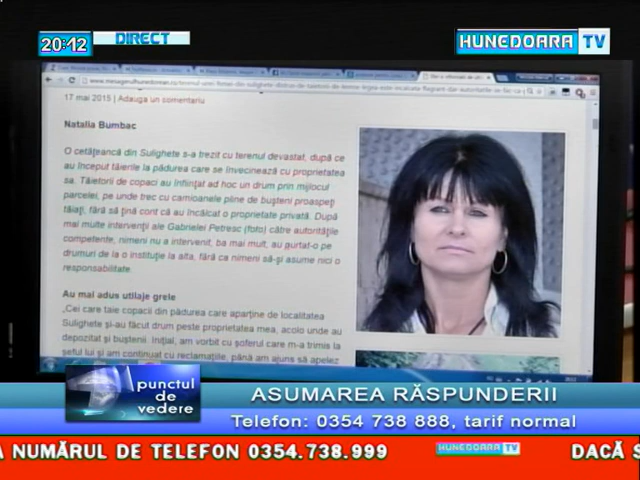 20:12
DIRECT
HUNEDOARA TV
17 mai 2015 | Adauga un comentariu
Natalia Bumbac
O cetăţeancă din Sulighete s-a trezit cu terenul devastat, după ce
au început tăierile la pădurea care se învecinează cu proprietatea
sa. Tăietorii de copaci au înfiinţat ad hoc un drum prin mijlocul
parcelei, pe unde trec cu camioanele pline de buşteni proaspeţi
tăiaţi, fără să ţină cont că au încălcat o proprietate privată. După
mai multe intervenţii ale Gabrielei Petresc (foto) către autorităţile
competente, nimeni nu a intervenit, ba mai mult, au gurtat-o pe
drumuri de la o instituţie la alta, fără ca nimeni să-şi asume nici o
responsabilitate.
Au mai adus utilaje grele
„Cei care taie copacii din pădurea care aparţine de localitatea
Sulighete şi-au făcut drum peste proprietatea mea, acolo unde au
depozitat şi buştenii. Iniţial, am vorbit cu şoferul care m-a trimis la
şeful lui şi am continuat cu reclamaţiile, până am ajuns să apelez
punctul
de
vedere
ASUMAREA RĂSPUNDERII
Telefon: 0354 738 888, tarif normal
A NUMĂRUL DE TELEFON 0354.738.999
HUNEDOARA TV
DACĂ S